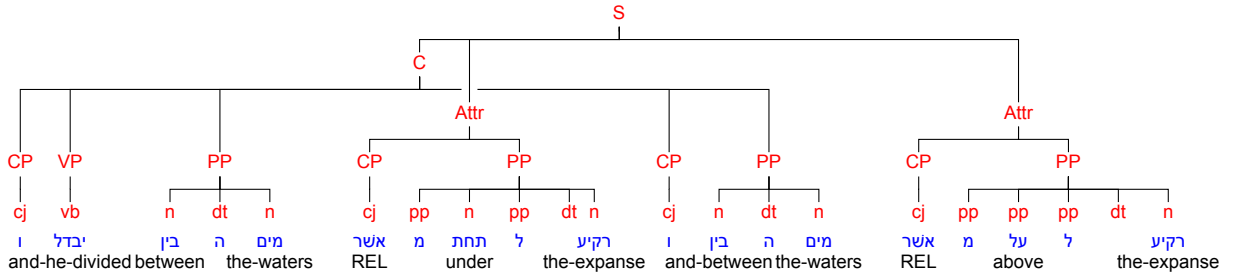 S
C
Attr Attr
CP VP PP CP PP CP PP CP PP
cj vb n dt n cj pp n pp dt n cj n dt n cj pp pp pp dt n
ו יבדל בין ה מים אשר מ תחת ל רקיע ו בין ה מים אשר מ על ל רקיע
and-he-divided between the-waters REL under the-expanse and-between the-waters REL above the-expanse